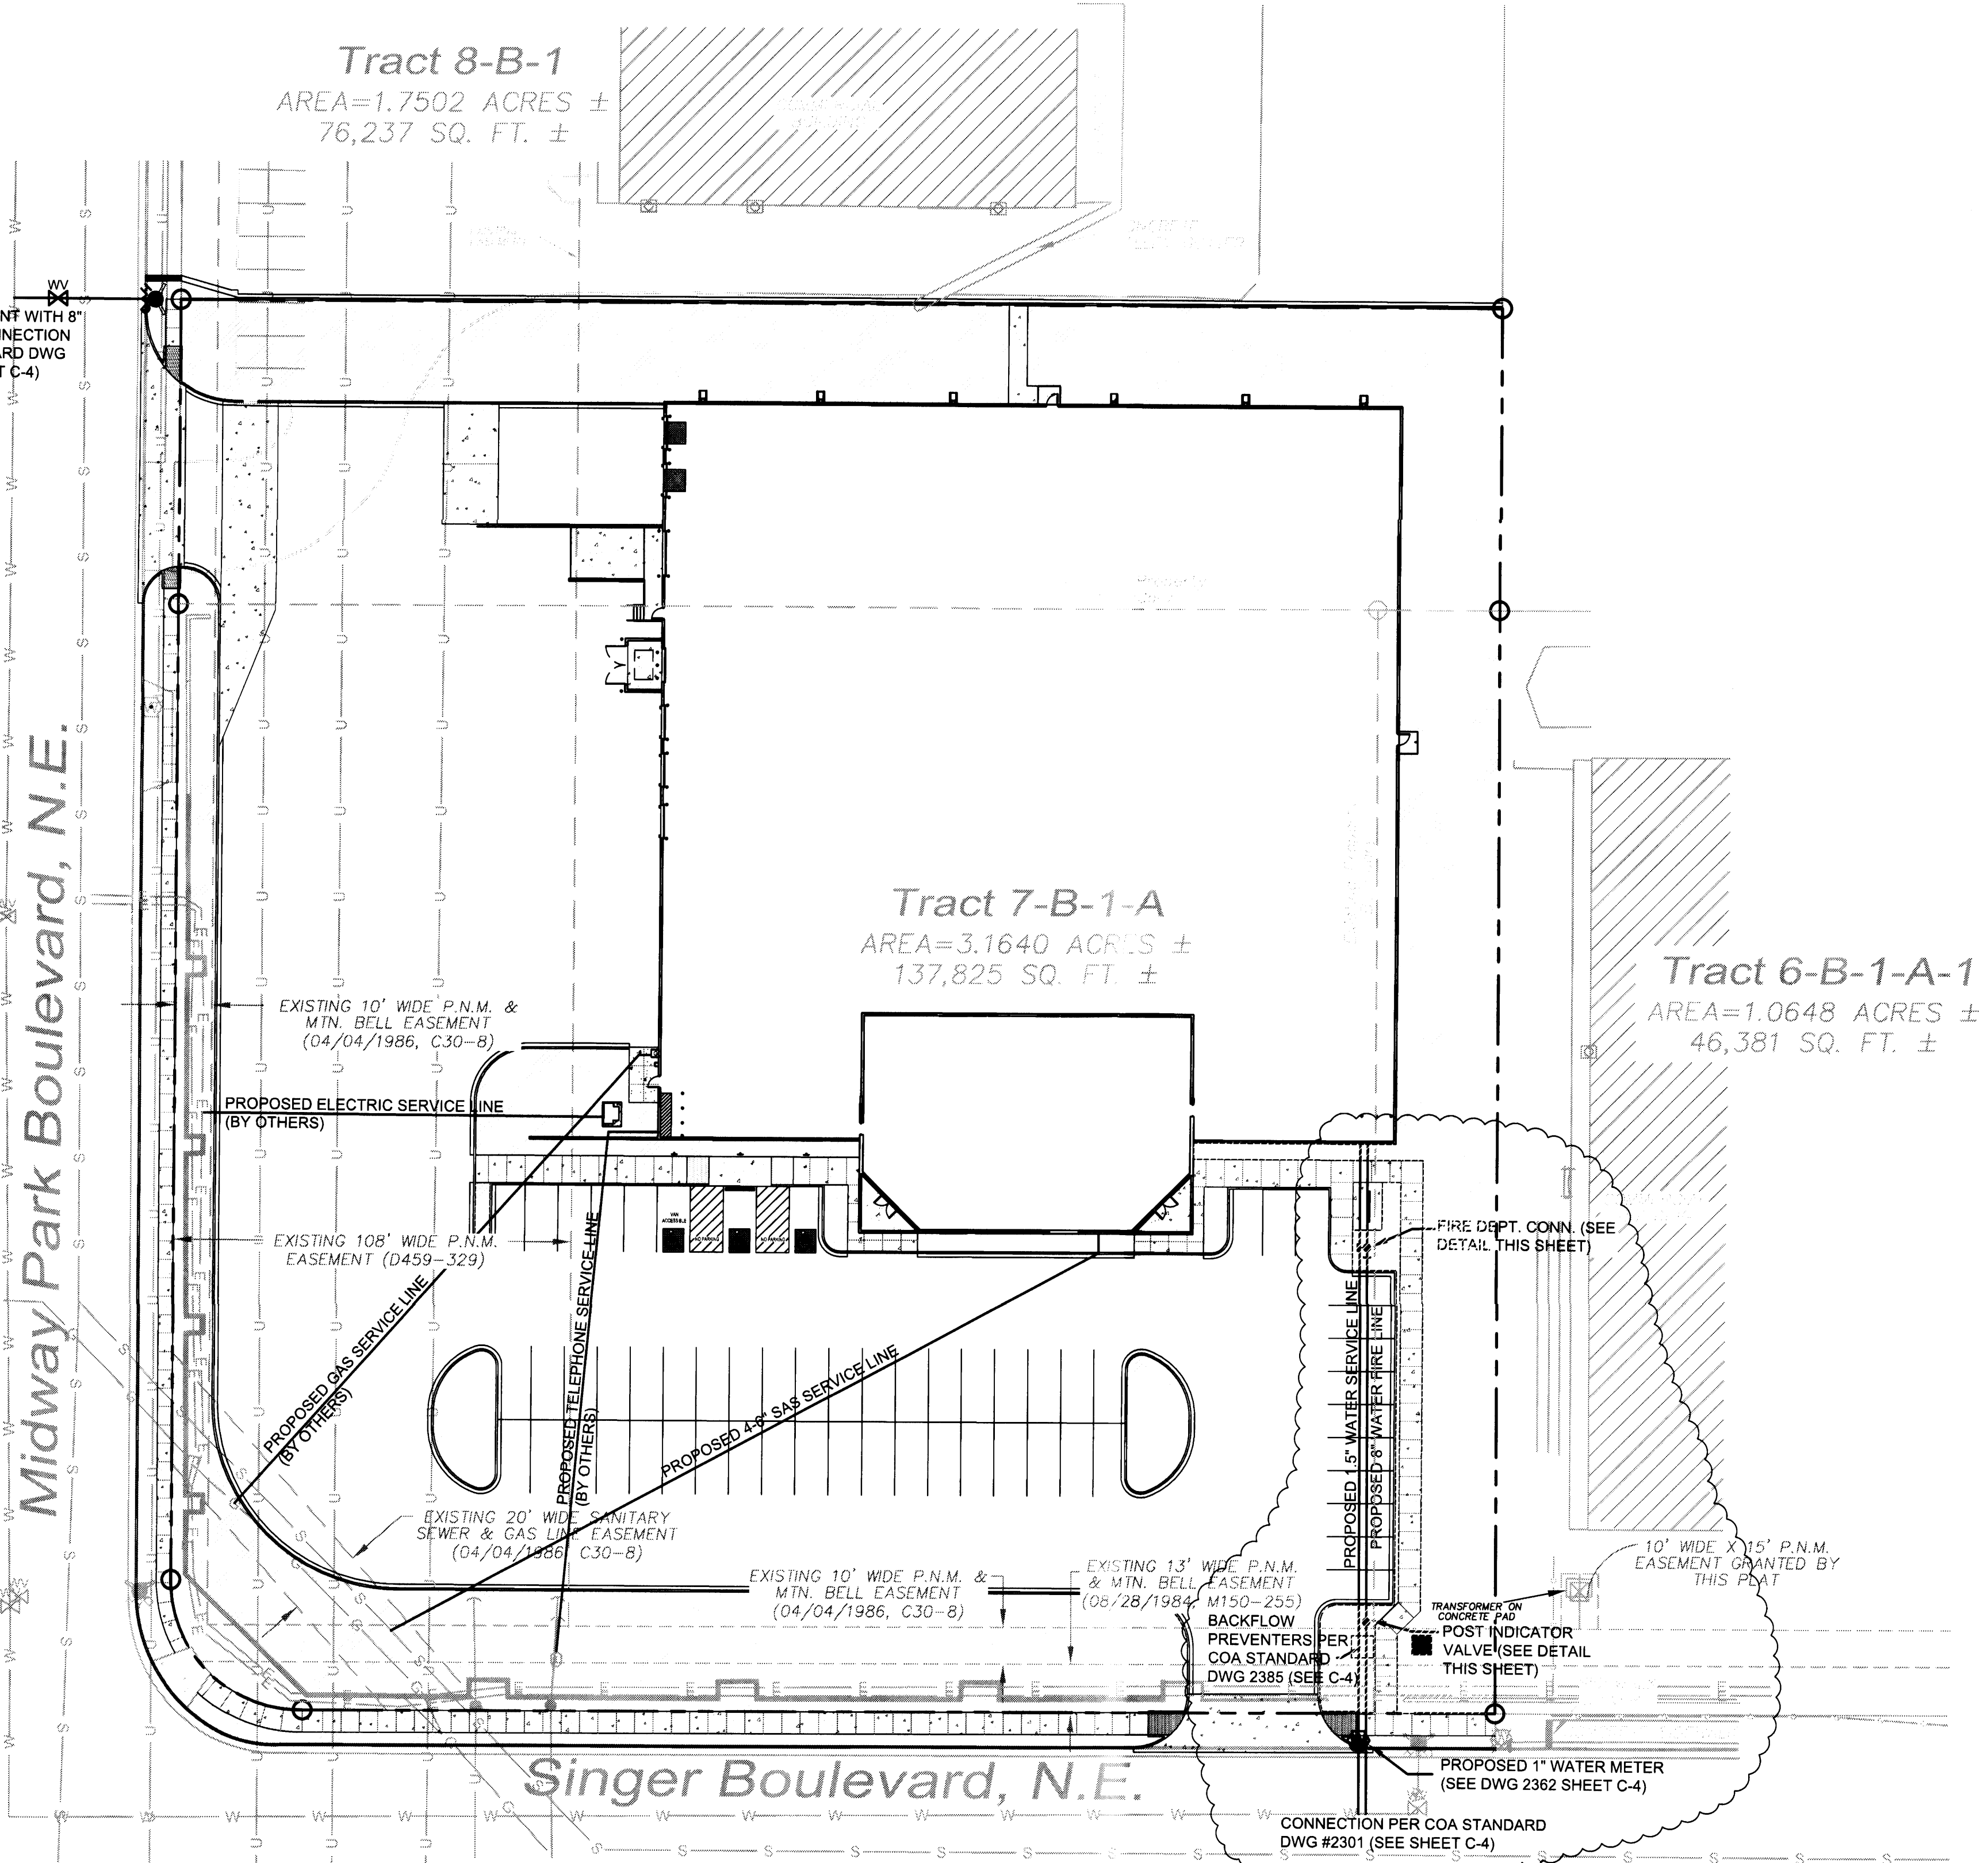 Tract 8-B-1
AREA=1.7502 ACRES ±
76,237 SQ. FT. ±
WV
NT WITH 8"
NNECTION
ARD DWG
T C-4)
Midway Park Boulevard, N.E.
Tract 7-B-1-A
AREA=3.1640 ACRES ±
137,825 SQ. FT. ±
Tract 6-B-1-A-1
AREA=1.0648 ACRES ±
46,381 SQ. FT. ±
EXISTING 10' WIDE P.N.M. &
MTN. BELL EASEMENT
(04/04/1986, C30-8)
PROPOSED ELECTRIC SERVICE LINE
(BY OTHERS)
VAN
ACCESSIBLE
NO PARKING
NO PARKING
EXISTING 108' WIDE P.N.M.
EASEMENT (D459-329)
FIRE DEPT. CONN. (SEE
DETAIL THIS SHEET)
PROPOSED GAS SERVICE LINE
(BY OTHERS)
PROPOSED TELEPHONE SERVICE LINE
(BY OTHERS)
PROPOSED 4-6" SAS SERVICE LINE
PROPOSED 1.5" WATER SERVICE LINE
PROPOSED 8" WATER FIRE LINE
EXISTING 20' WIDE SANITARY
SEWER & GAS LINE EASEMENT
(04/04/1986, C30-8)
EXISTING 10' WIDE P.N.M. &
MTN. BELL EASEMENT
(04/04/1986, C30-8)
EXISTING 13' WIDE P.N.M.
& MTN. BELL EASEMENT
(08/28/1984, M150-255)
BACKFLOW
PREVENTERS PER
COA STANDARD
DWG 2385 (SEE C-4)
10' WIDE X 15' P.N.M.
EASEMENT GRANTED BY
THIS PLAT
TRANSFORMER ON
CONCRETE PAD
POST INDICATOR
VALVE (SEE DETAIL
THIS SHEET)
Singer Boulevard, N.E.
PROPOSED 1" WATER METER
(SEE DWG 2362 SHEET C-4)
CONNECTION PER COA STANDARD
DWG #2301 (SEE SHEET C-4)